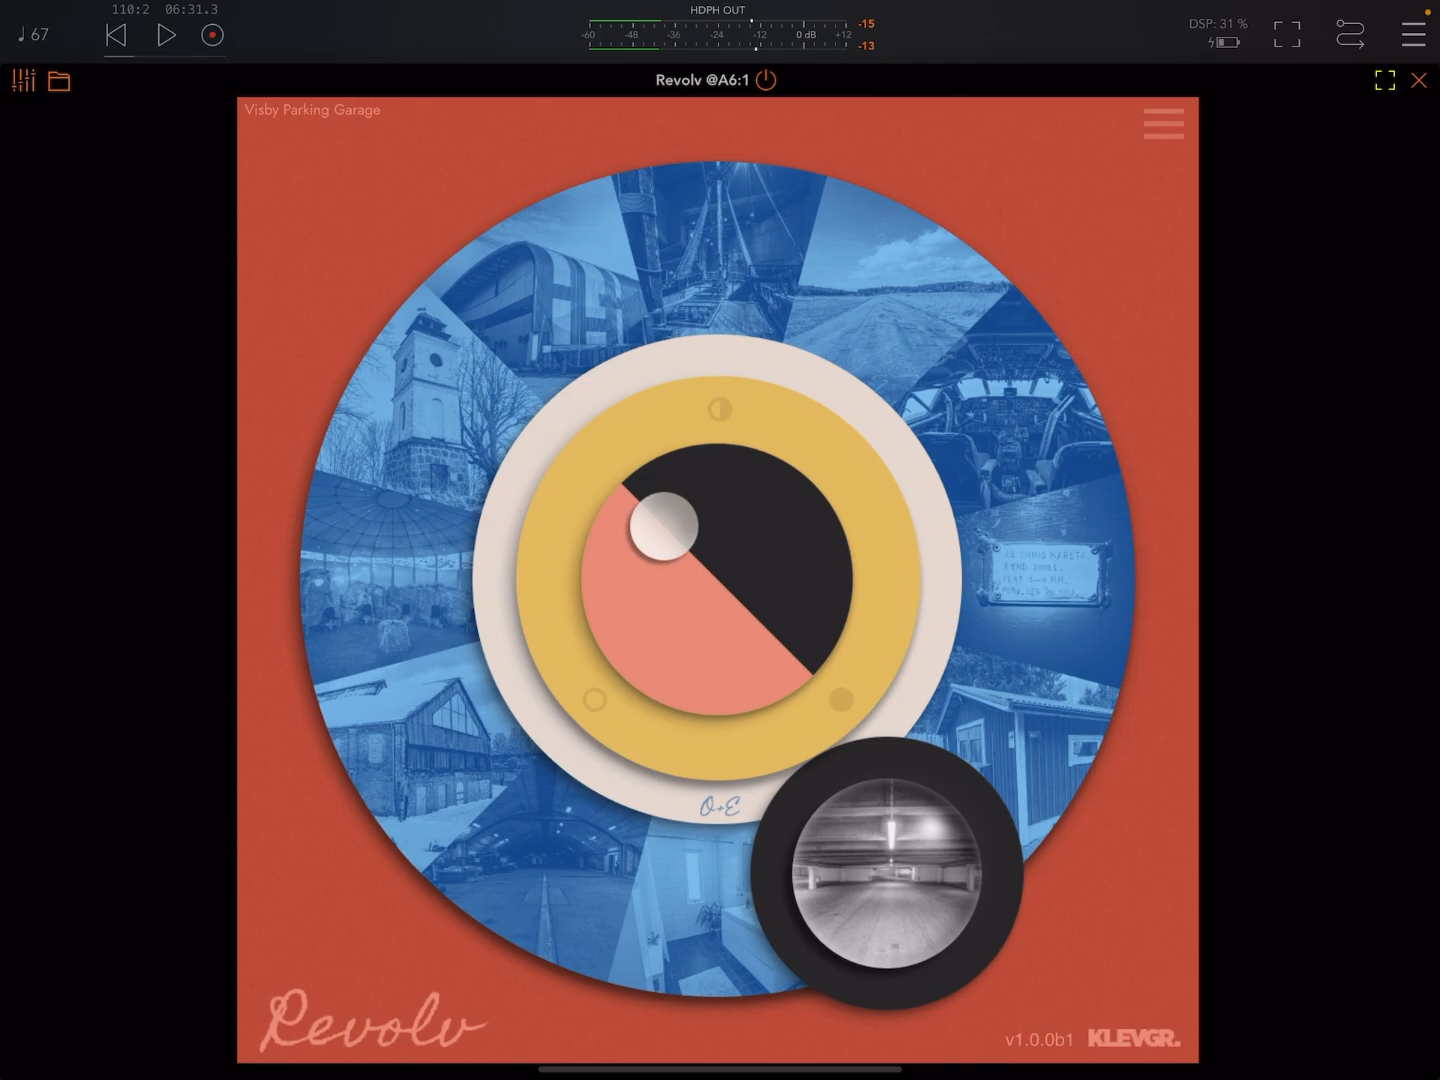 110:2 06:31.3
HDPH OUT
♩ 67
-60 -48 -36 -24 -12 0 dB +12
-15
-13
DSP: 31 %
Revolv @A6:1
Visby Parking Garage
O+E
Revolv
v1.0.0b1 KLEVGR.